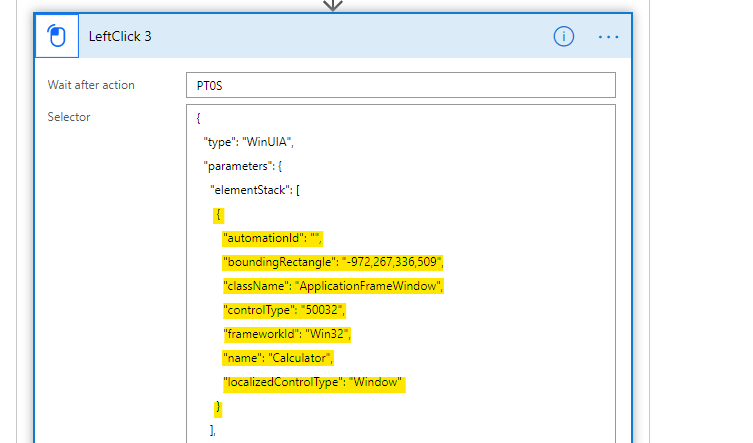 LeftClick 3
Wait after action
PT0S
Selector
{
"type": "WinUIA",
"parameters": {
"elementStack": [
{
"automationId": "",
"boundingRectangle": "-972,267,336,509",
"className": "ApplicationFrameWindow",
"controlType": "50032",
"frameworkId": "Win32",
"name": "Calculator",
"localizedControlType": "Window"
}
],